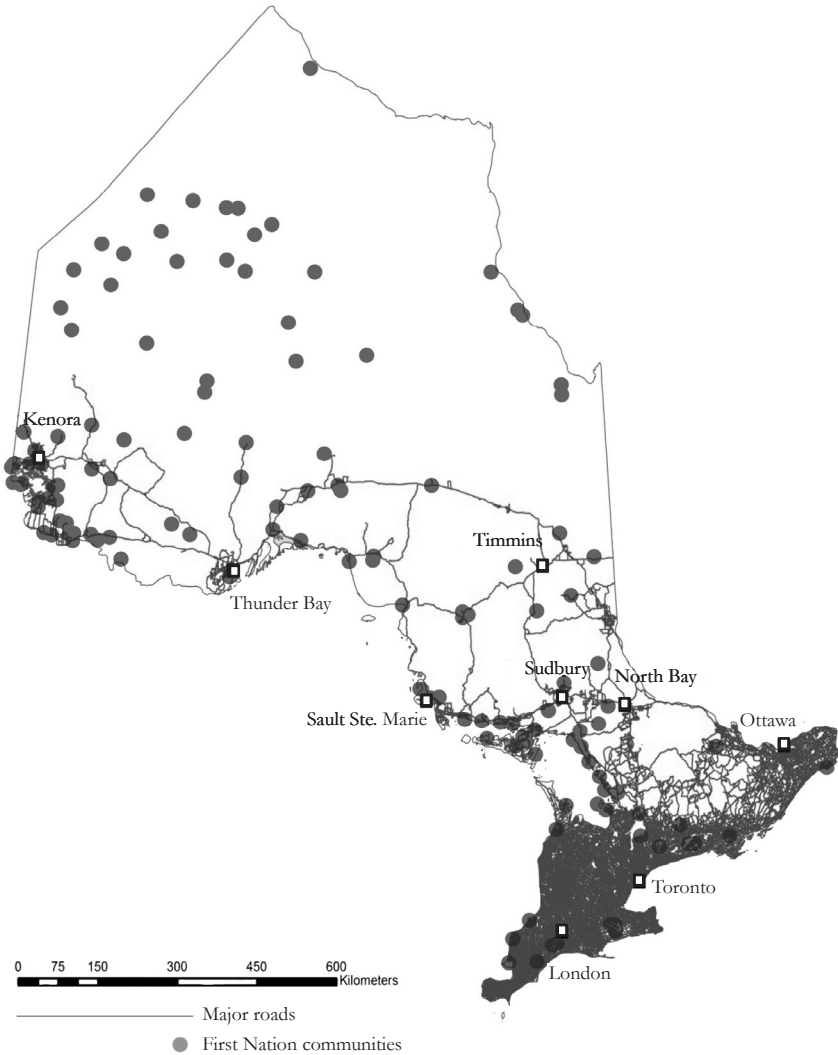 Kenora
Timmins
Thunder Bay
Sudbury
North Bay
Sault Ste. Marie
Ottawa
Toronto
London
0 75 150 300 450 600
Kilometers
Major roads
First Nation communities